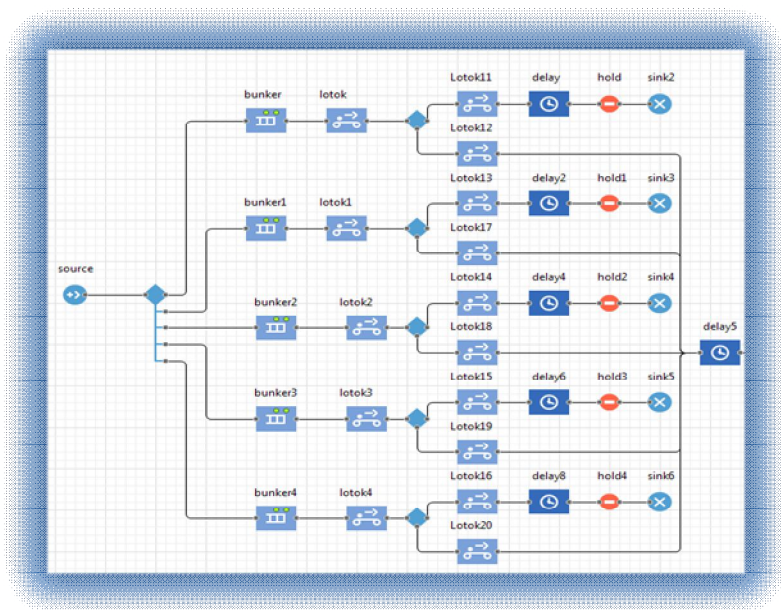 Lotok11 delay hold sink2
bunker lotok
Lotok12
Lotok13 delay2 hold1 sink3
bunker1 lotok1
Lotok17
source
Lotok14 delay4 hold2 sink4
bunker2 lotok2
Lotok18
delay5
Lotok15 delay6 hold3 sink5
bunker3 lotok3
Lotok19
Lotok16 delay8 hold4 sink6
bunker4 lotok4
Lotok20